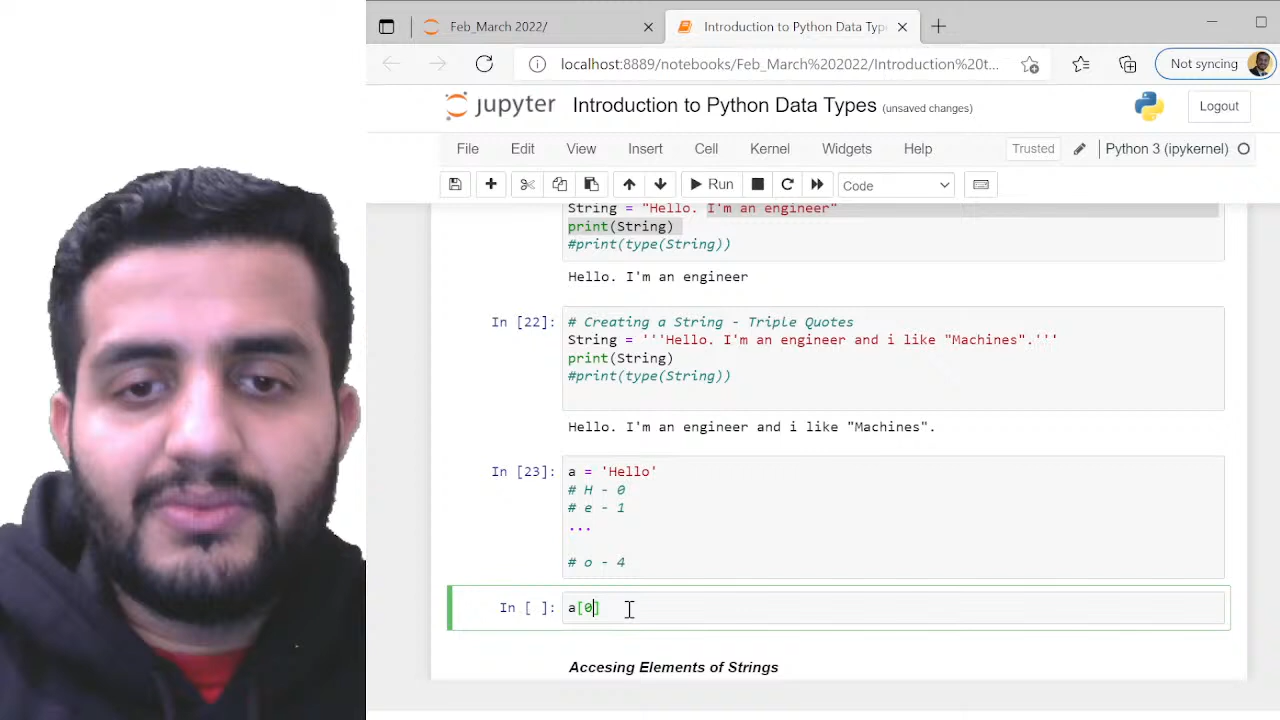 Feb_March 2022/
Introduction to Python Data Type
localhost:8889/notebooks/Feb_March%202022/Introduction%20t...
Not syncing
jupyter
Introduction to Python Data Types (unsaved changes)
Logout
File Edit View Insert Cell Kernel Widgets Help
Trusted
Python 3 (ipykernel)
Run
Code
String = "Hello. I'm an engineer"
print(String)
#print(type(String))
Hello. I'm an engineer
In [22]:
# Creating a String - Triple Quotes
String = '''Hello. I'm an engineer and i like "Machines".'''
print(String)
#print(type(String))
Hello. I'm an engineer and i like "Machines".
In [23]:
a = 'Hello'
# H - 0
# e - 1
...
# o - 4
In [ ]:
a[0]
Accesing Elements of Strings